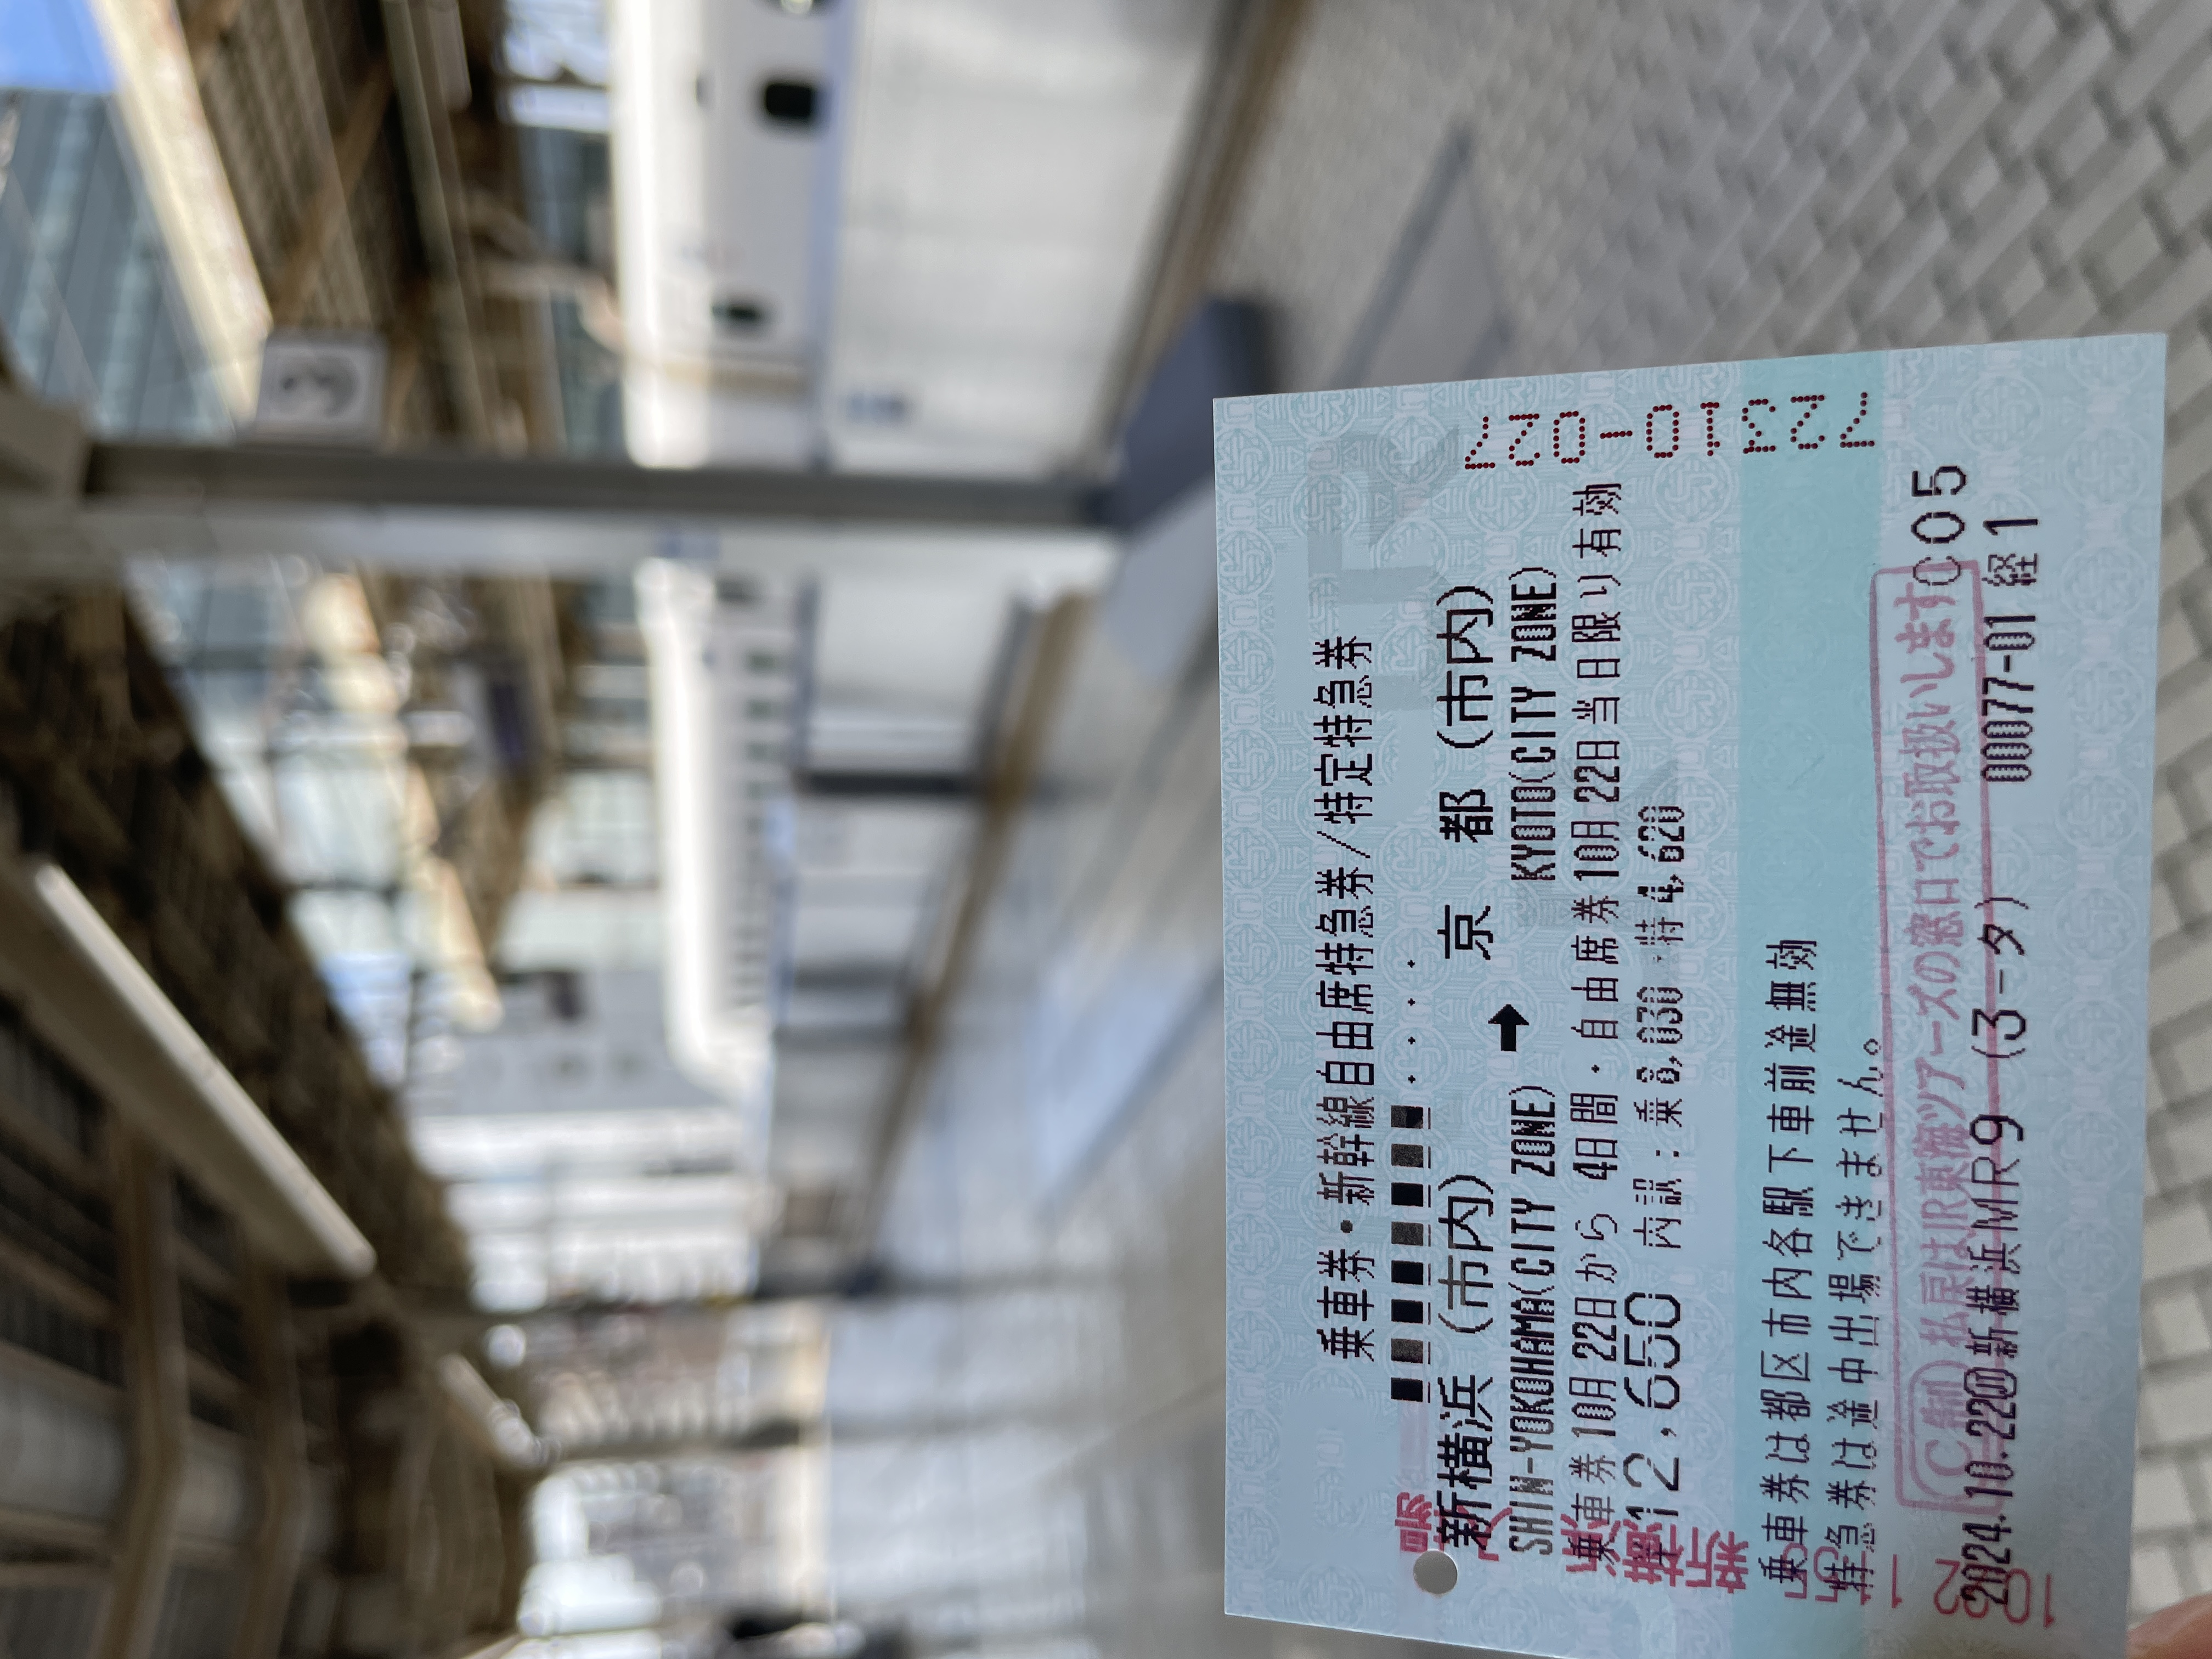 乗車券・新幹線自由席特急券/特定特急券
新横浜(市内) ➡ 京都(市内)
SHIN-YOKOHAMA(CITY ZONE) KYOTO(CITY ZONE)
乗車券10月22日から 4日間・自由席券10月22日当日限り有効
12,650 内訳:乗8,030・特4,620
乗車券は都区市内各駅下車前途無効
特急券は途中出場できません。
C制 払戻はJR東海ツアーズの窓口でお取扱いします
C05
2024.10.22 新横浜MR9 (3-タ) 00077-01 経1
72310-027
新横浜